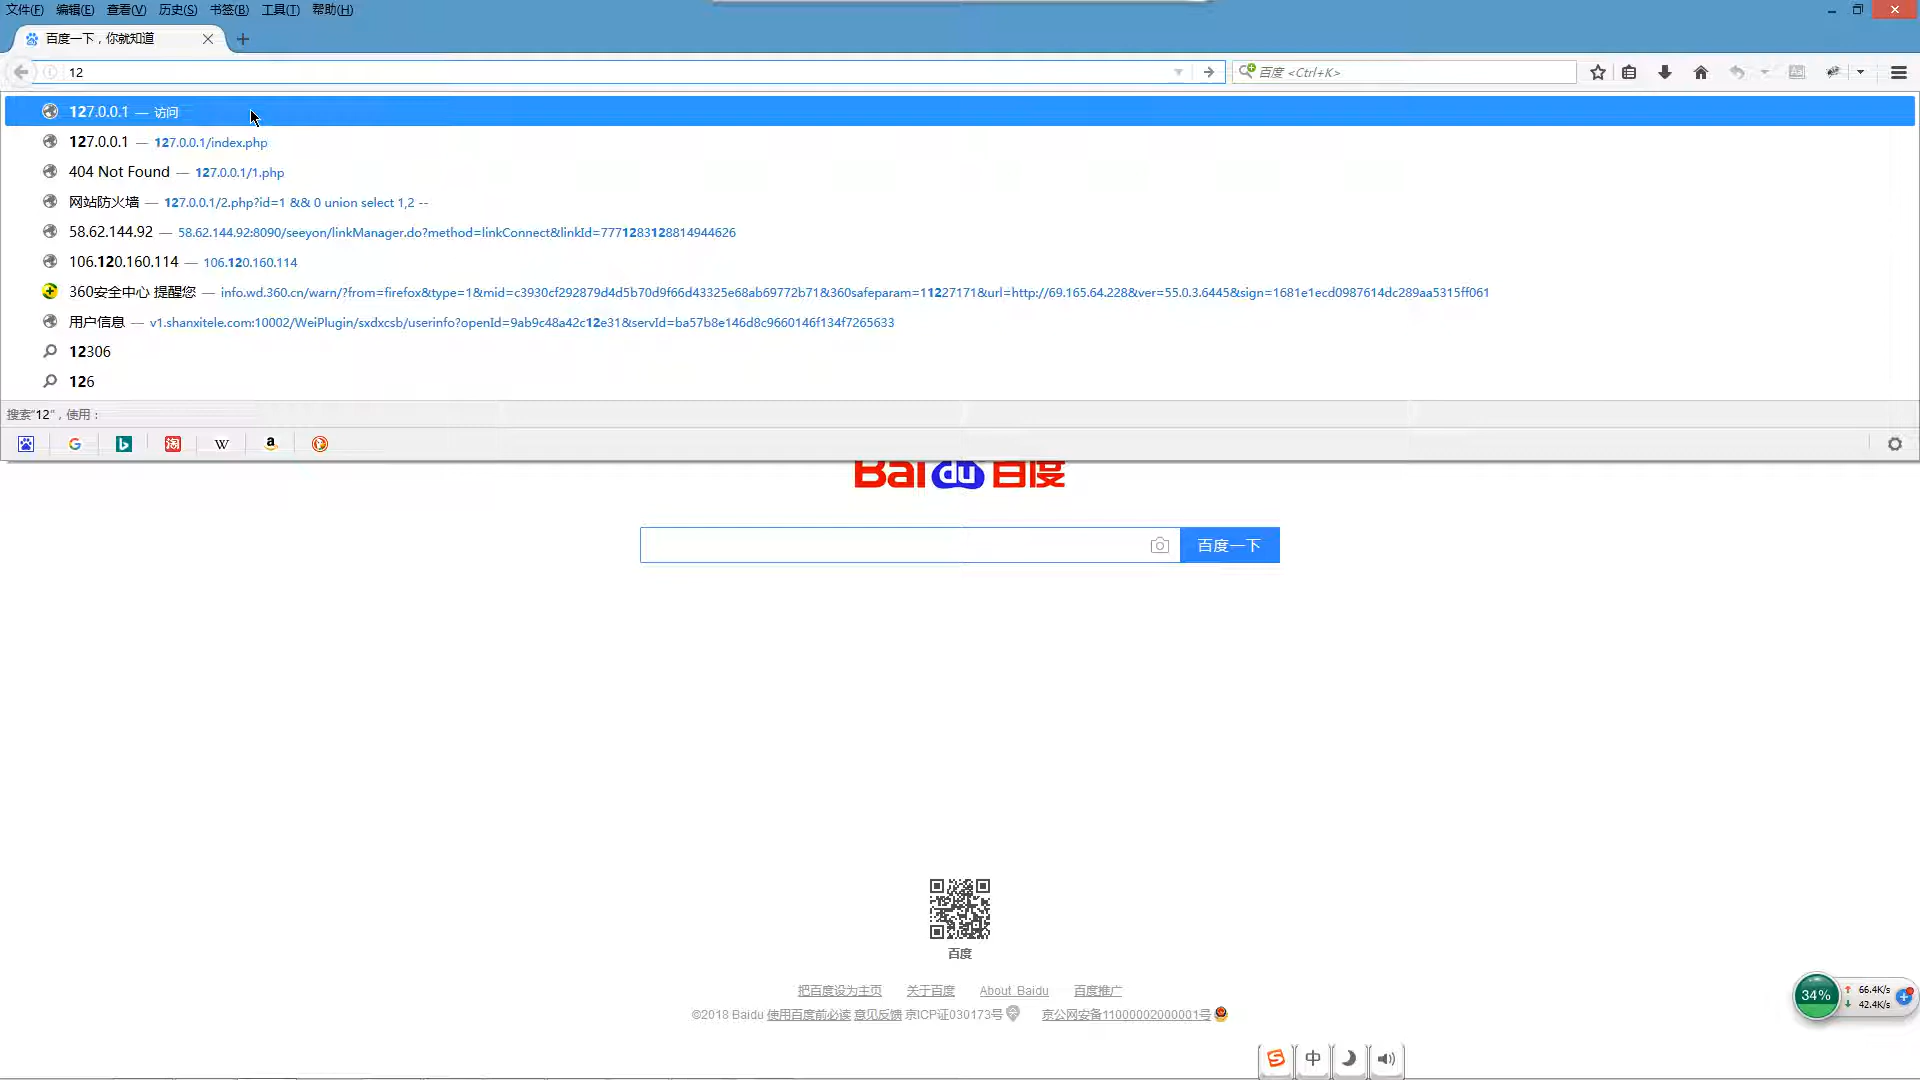 文件(F) 编辑(E) 查看(V) 历史(S) 书签(B) 工具(T) 帮助(H)
百度一下，你就知道
12
百度 <Ctrl+K>
127.0.0.1 — 访问
127.0.0.1 — 127.0.0.1/index.php
404 Not Found — 127.0.0.1/1.php
网站防火墙 — 127.0.0.1/2.php?id=1 && 0 union select 1,2 --
58.62.144.92 — 58.62.144.92:8090/seeyon/linkManager.do?method=linkConnect&linkId=7771283128814944626
106.120.160.114 — 106.120.160.114
360安全中心 提醒您 — info.wd.360.cn/warn/?from=firefox&type=1&mid=c3930cf292879d4d5b70d9f66d43325e68ab69772b71&360safeparam=11227171&url=http://69.165.64.228&ver=55.0.3.6445&sign=1681e1ecd0987614dc289aa5315ff061
用户信息 — v1.shanxitele.com:10002/WeiPlugin/sxdxcsb/userinfo?openId=9ab9c48a42c12e31&servId=ba57b8e146d8c9660146f134f7265633
12306
126
搜索"12"，使用：
G b 淘 W a
Bai du 百度
百度一下
百度
把百度设为主页 关于百度 About Baidu 百度推广
©2018 Baidu 使用百度前必读 意见反馈 京ICP证030173号 京公网安备11000002000001号
34% 66.4K/s
42.4K/s
S 中